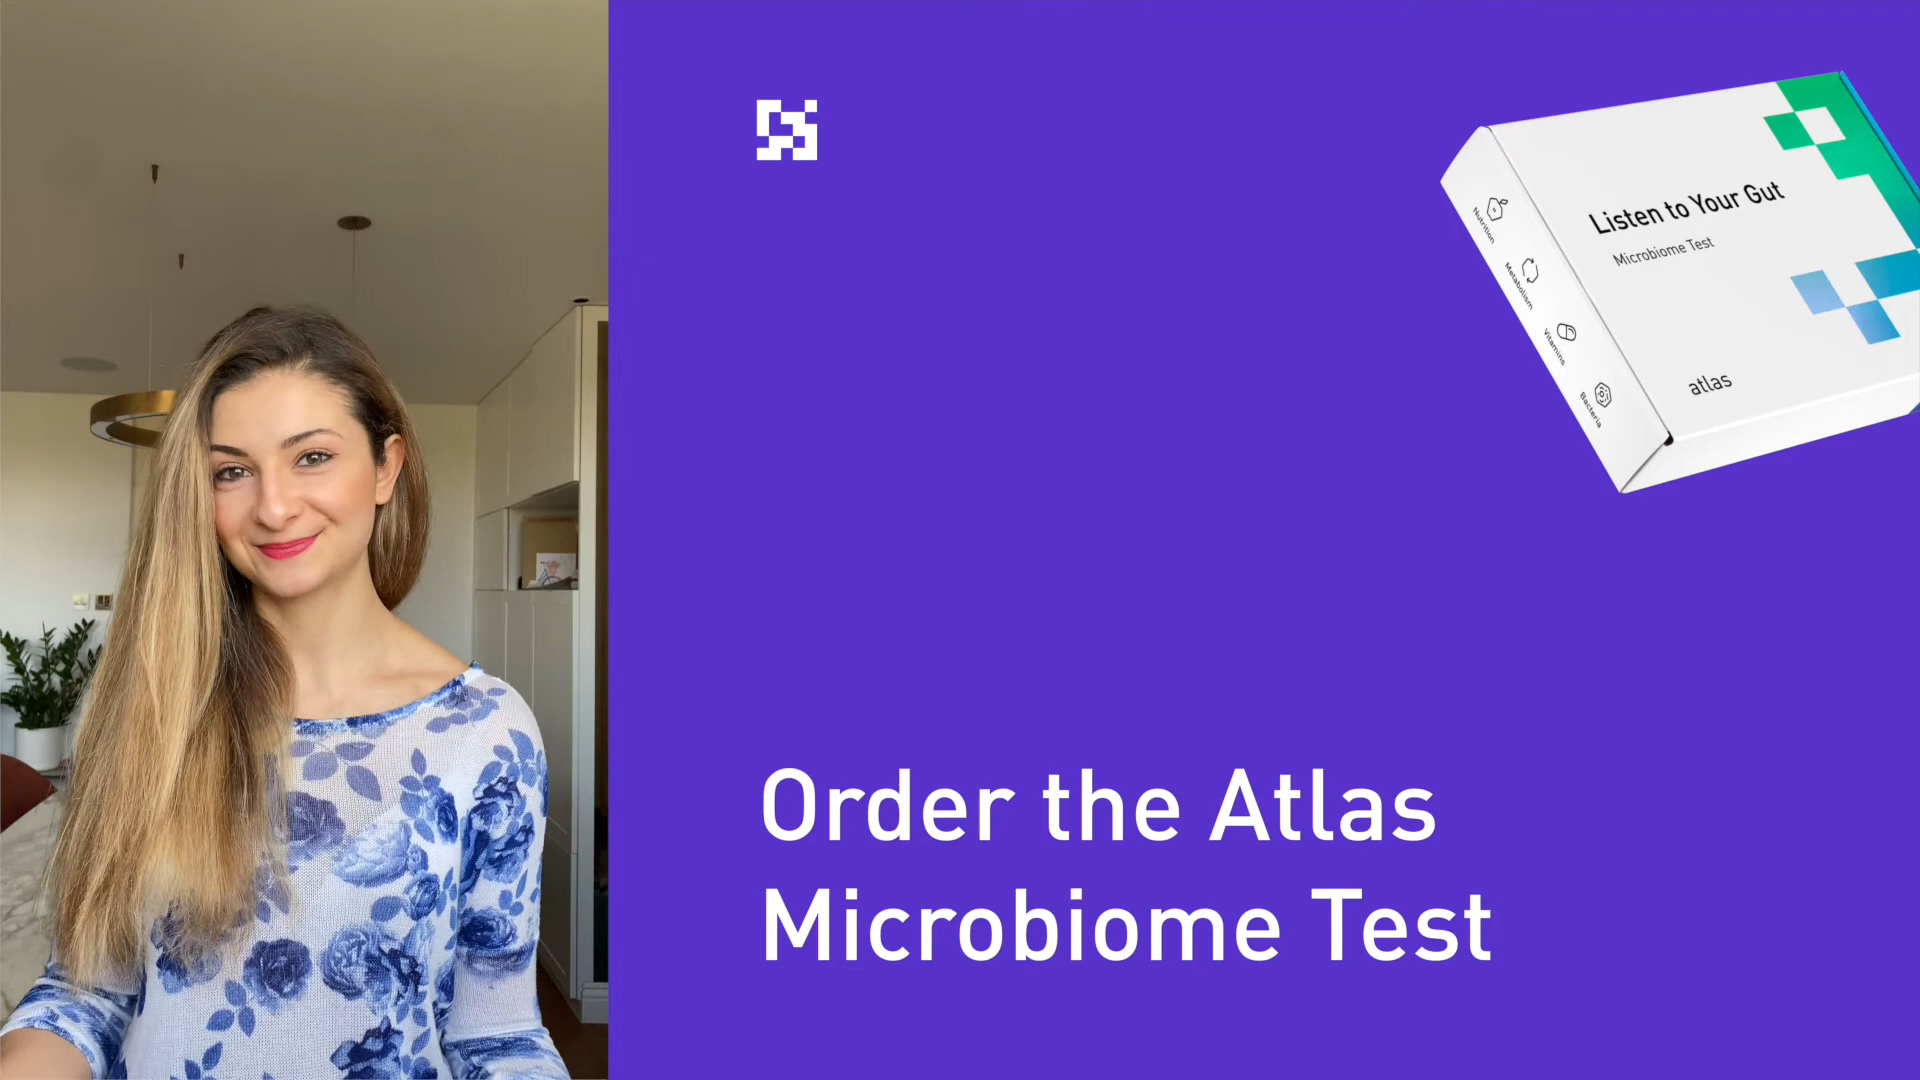 Listen to Your Gut
Microbiome Test
Nutrition
Metabolism
Vitamins
Bacteria
atlas
Order the Atlas
Microbiome Test